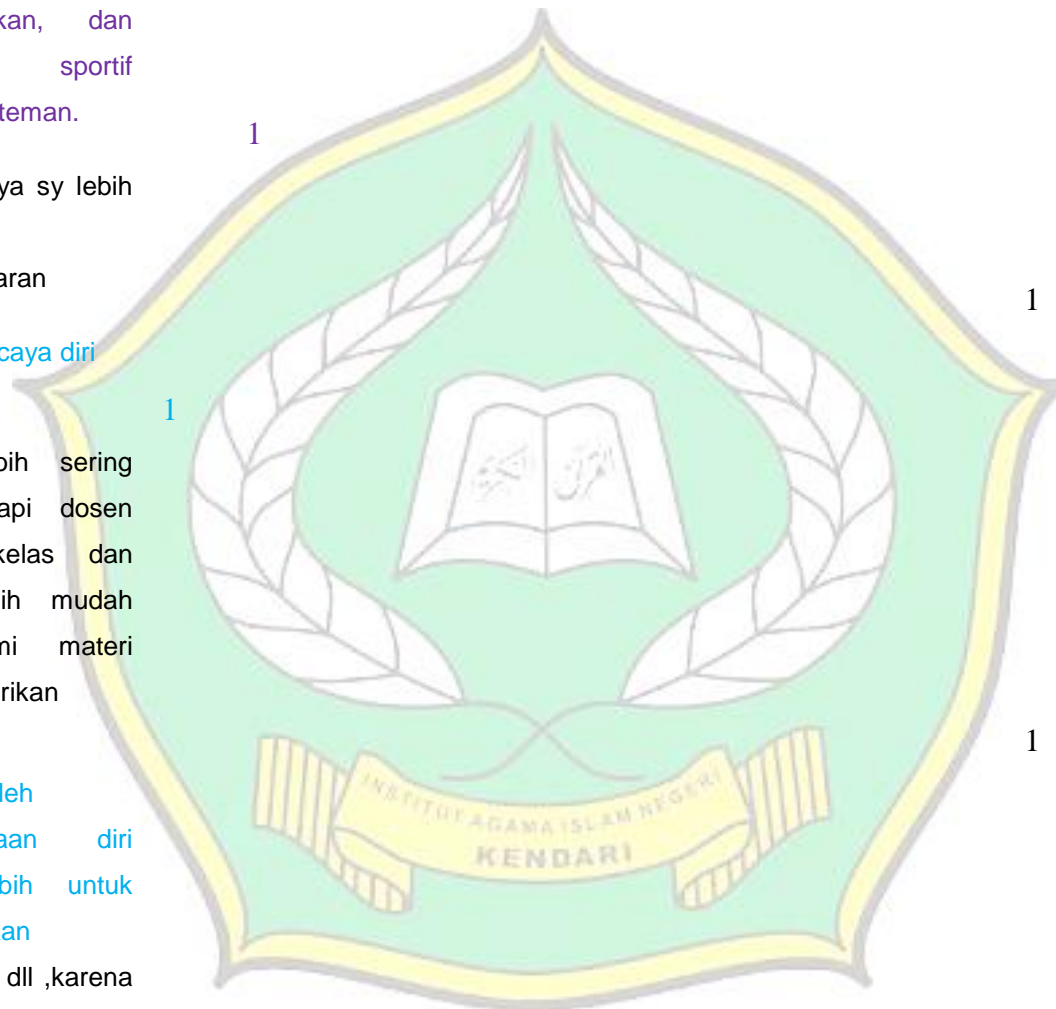 kan, dan
sportif
teman.
1
ya sy lebih
aran
1
caya diri
1
bih sering
api dosen
kelas dan
ih mudah
mi materi
rikan
1
leh
aan diri
bih untuk
kan
dll ,karena
INSTITUT AGAMA ISLAM NEGERI
KENDARI